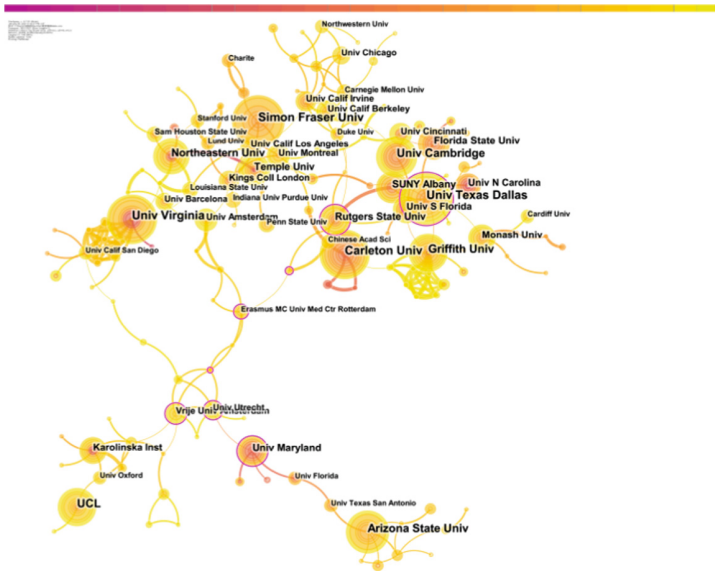 Northwestern Univ
Univ Chicago
Charite
Carnegie Mellon Univ
Univ Calif Irvine
Univ Calif Berkeley
Simon Fraser Univ
Stanford Univ
Sam Houston State Univ
Duke Univ
Univ Cincinnati
Lund Univ
Univ Calif Los Angeles
Florida State Univ
Northeastern Univ
Univ Montreal
Univ Cambridge
Temple Univ
Kings Coll London
SUNY Albany
Univ N Carolina
Louisiana State Univ
Univ Texas Dallas
Univ Barcelona
Indiana Univ Purdue Univ
Univ S Florida
Univ Virginia
Univ Amsterdam
Penn State Univ
Rutgers State Univ
Cardiff Univ
Monash Univ
Chinese Acad Sci
Univ Calif San Diego
Carleton Univ
Griffith Univ
Erasmus MC Univ Med Ctr Rotterdam
Vrije Univ Amsterdam
Univ Utrecht
Karolinska Inst
Univ Maryland
Univ Oxford
Univ Florida
UCL
Univ Texas San Antonio
Arizona State Univ